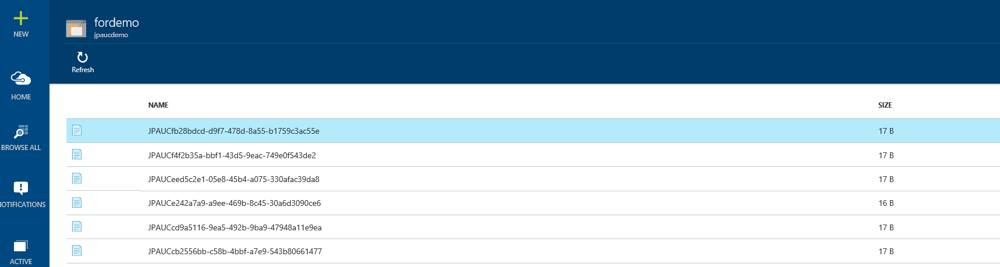 NEW
HOME
BROWSE ALL
NOTIFICATIONS
ACTIVE
fordemo
jpaucdemo
Refresh
NAME SIZE
JPAUCfb28bdcd-d9f7-478d-8a55-b1759c3ac55e 17 B
JPAUCf4f2b35a-bbf1-43d5-9eac-749e0f543de2 17 B
JPAUCeed5c2e1-05e8-45b4-a075-330afac39da8 17 B
JPAUCe242a7a9-a9ee-469b-8c45-30a6d3090ce6 16 B
JPAUCcd9a5116-9ea5-492b-9ba9-47948a11e9ea 17 B
JPAUCcb2556bb-c58b-4bbf-a7e9-543b80661477 17 B